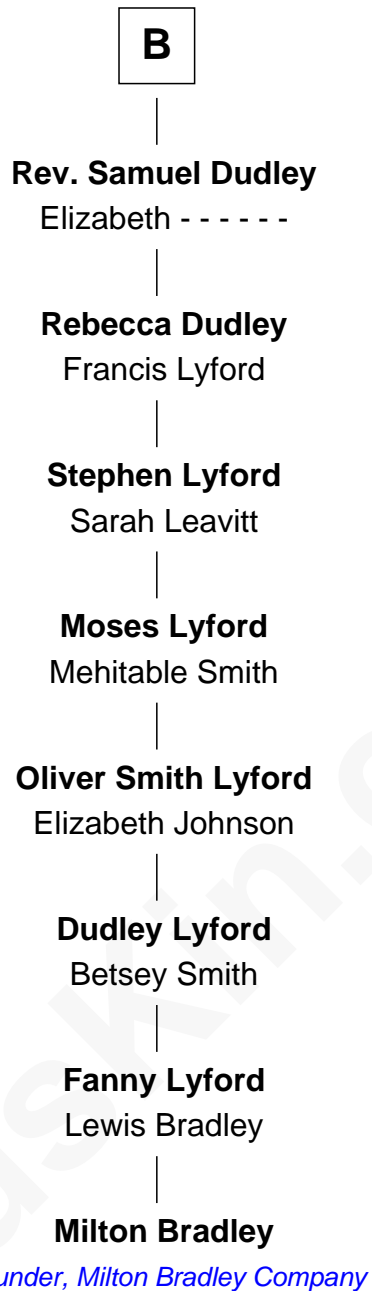 B
Rev. Samuel Dudley
Elizabeth - - - - - -
Rebecca Dudley
Francis Lyford
Stephen Lyford
Sarah Leavitt
Moses Lyford
Mehitable Smith
Oliver Smith Lyford
Elizabeth Johnson
Dudley Lyford
Betsey Smith
Fanny Lyford
Lewis Bradley
Milton Bradley
under, Milton Bradley Company